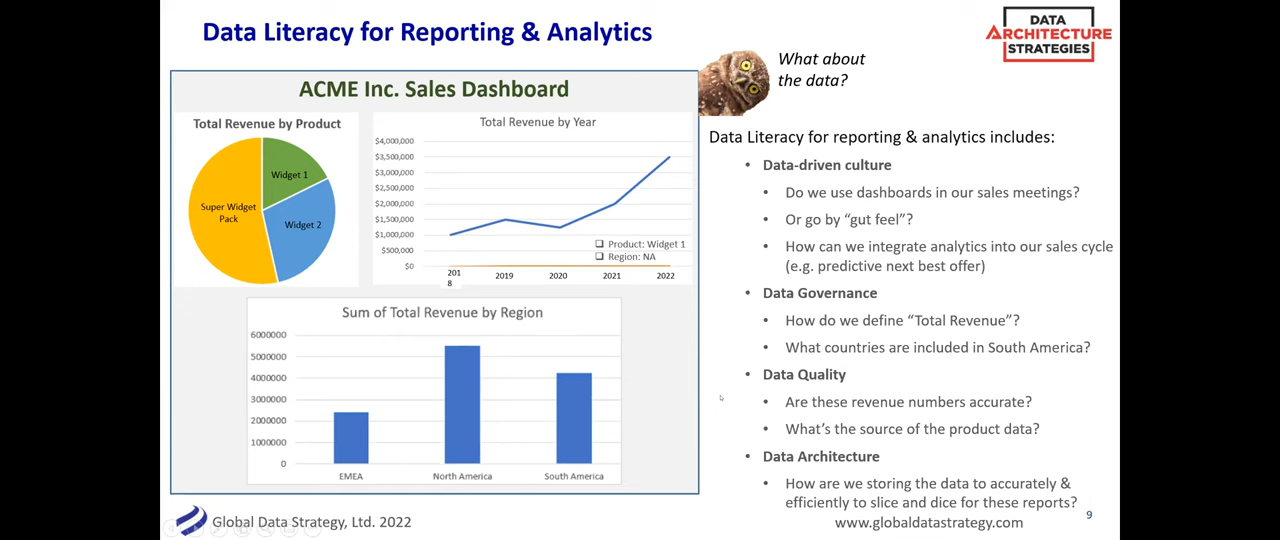 Data Literacy for Reporting & Analytics
DATA
ARCHITECTURE
STRATEGIES
ACME Inc. Sales Dashboard
Total Revenue by Product
Widget 1
Super Widget
Pack
Widget 2
Total Revenue by Year
$4,000,000
$3,500,000
$3,000,000
$2,500,000
$2,000,000
$1,500,000
$1,000,000
$500,000
$0
Product: Widget 1
Region: NA
201
8
2019
2020
2021
2022
Sum of Total Revenue by Region
6000000
5000000
4000000
3000000
2000000
1000000
0
EMEA
North America
South America
What about
the data?
Data Literacy for reporting & analytics includes:
• Data-driven culture
• Do we use dashboards in our sales meetings?
• Or go by “gut feel”?
• How can we integrate analytics into our sales cycle
(e.g. predictive next best offer)
• Data Governance
• How do we define “Total Revenue”?
• What countries are included in South America?
• Data Quality
• Are these revenue numbers accurate?
• What’s the source of the product data?
• Data Architecture
• How are we storing the data to accurately &
efficiently to slice and dice for these reports?
Global Data Strategy, Ltd. 2022
www.globaldatastrategy.com
9